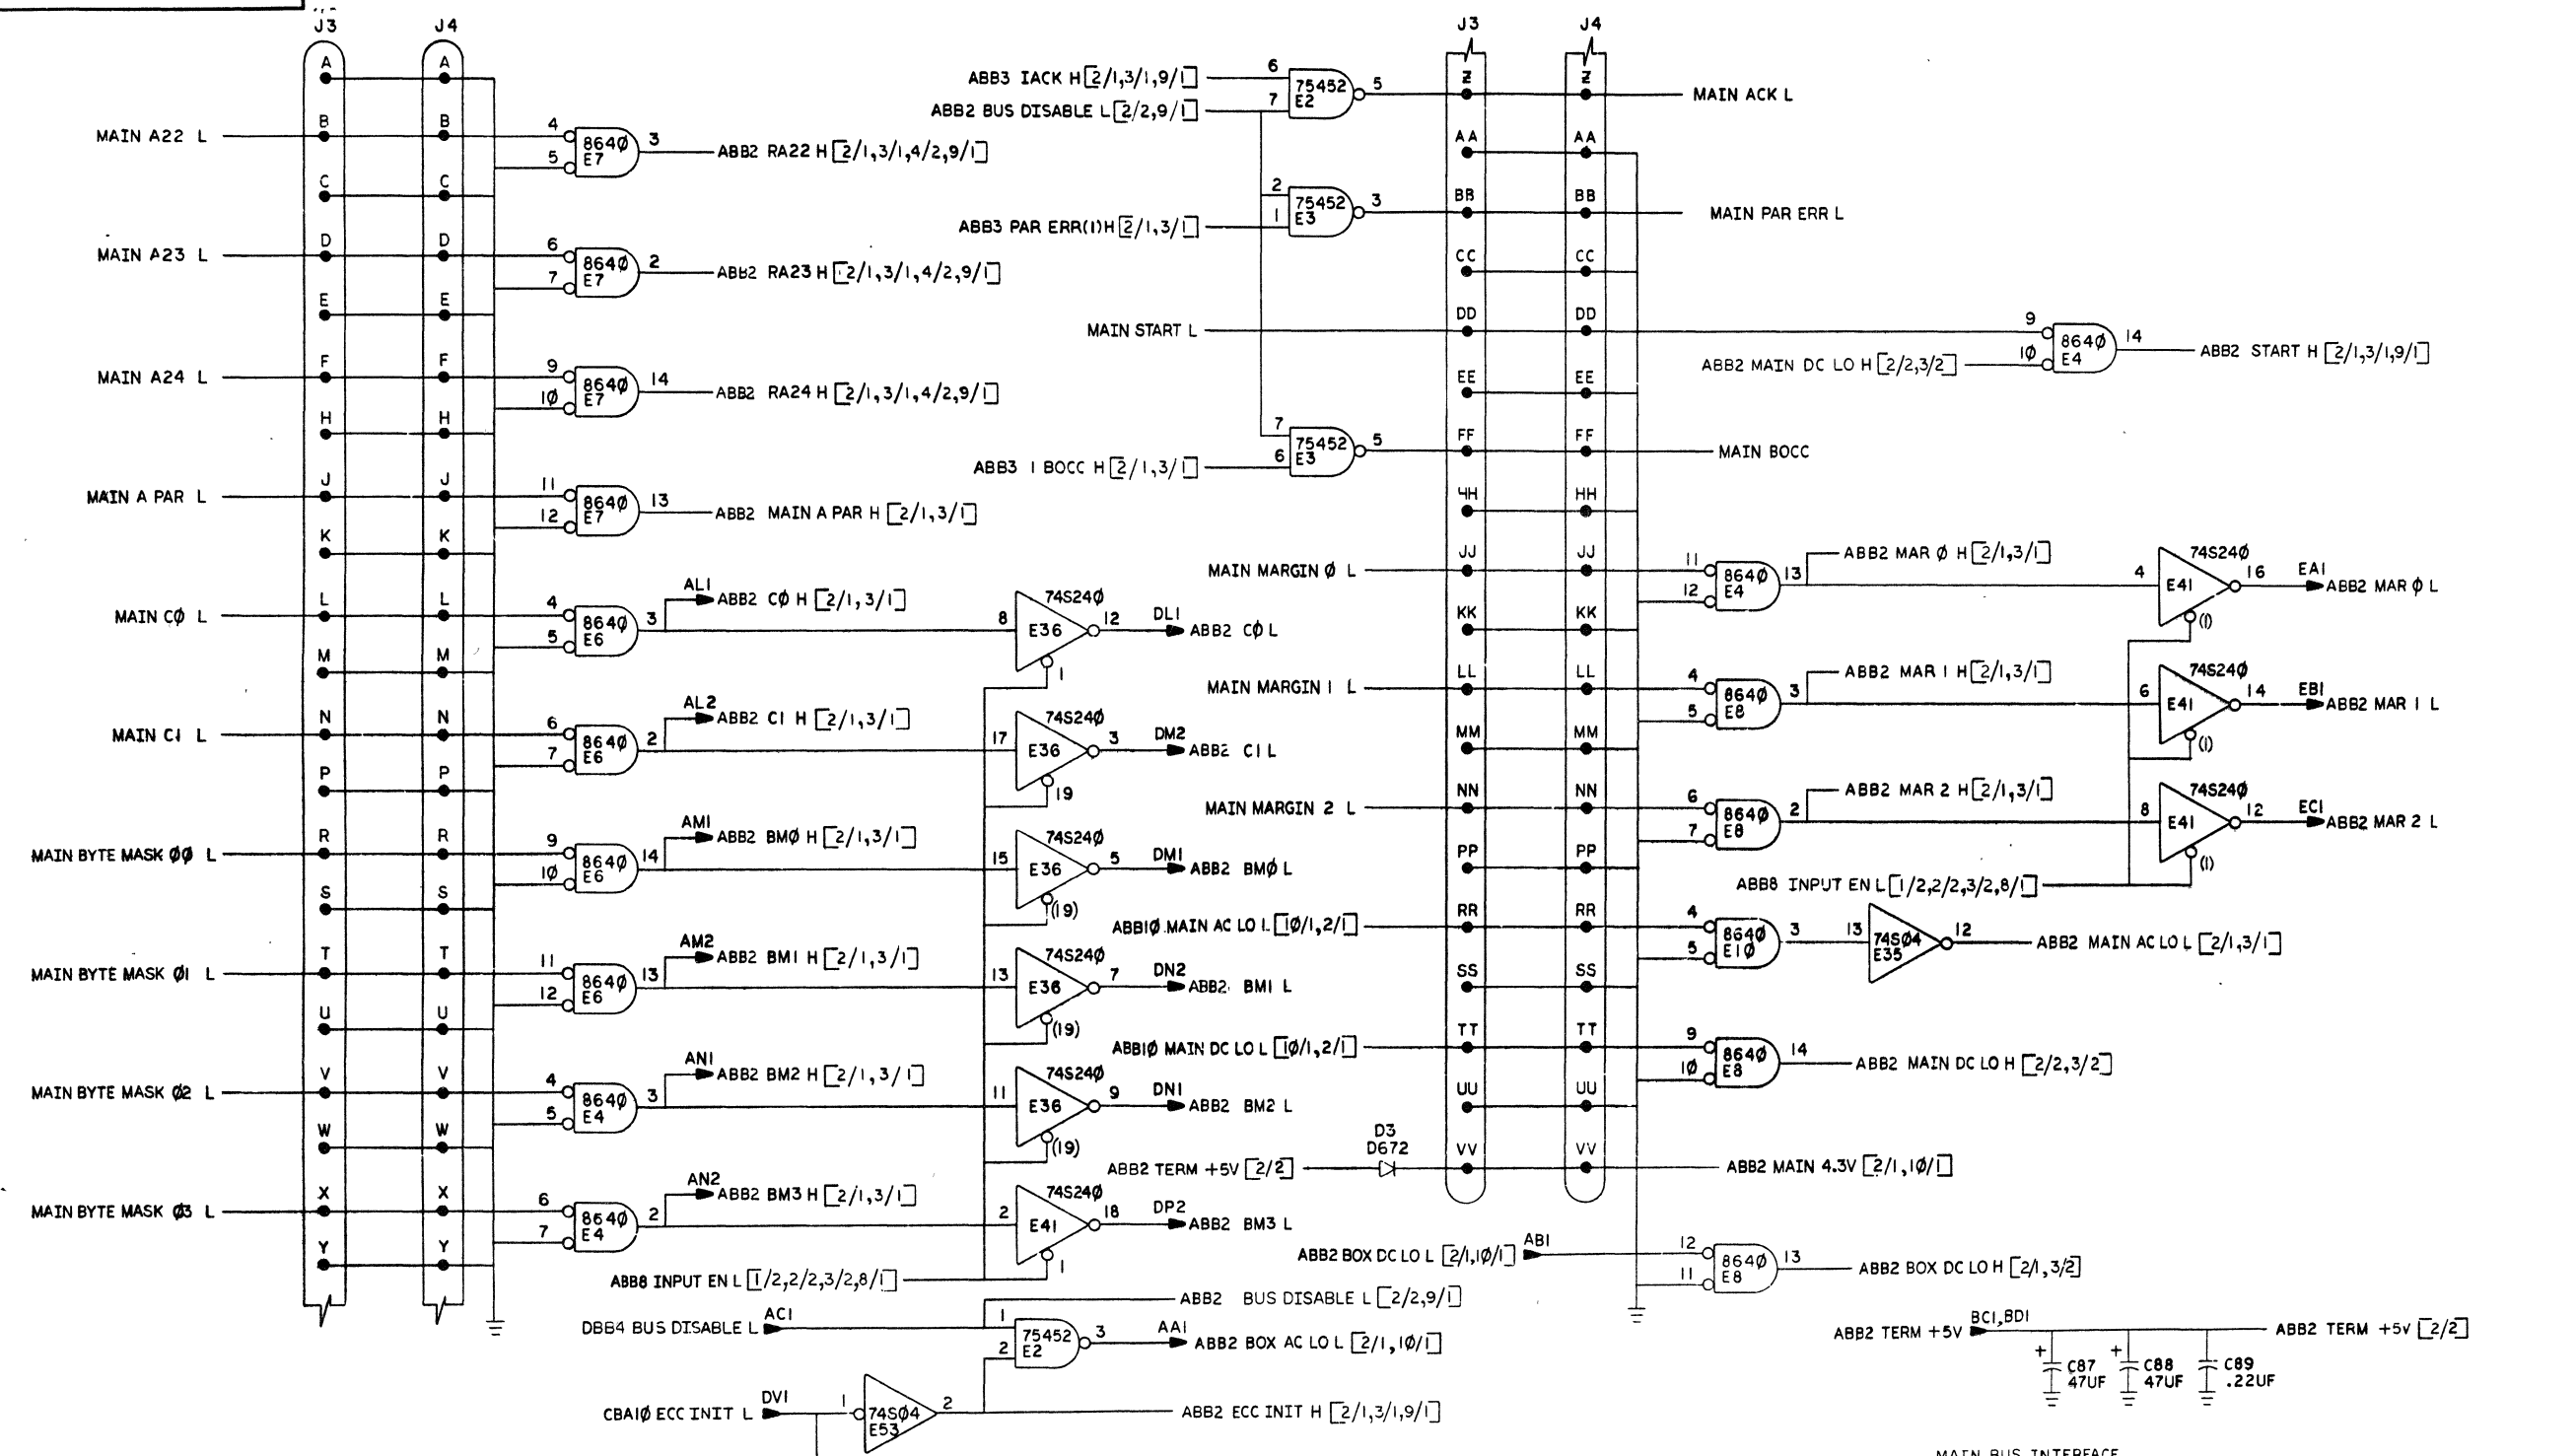 J3
J4
A
A
MAIN A22 L
B
B
4
5
8640
E7
3
ABB2 RA22 H [2/1,3/1,4/2,9/1]
C
C
MAIN A23 L
D
D
6
7
8640
E7
2
ABB2 RA23 H [2/1,3/1,4/2,9/1]
E
E
MAIN A24 L
F
F
9
10
8640
E7
14
ABB2 RA24 H [2/1,3/1,4/2,9/1]
H
H
MAIN A PAR L
J
J
11
12
8640
E7
13
ABB2 MAIN A PAR H [2/1,3/1]
K
K
MAIN CØ L
L
L
4
5
8640
E6
3
AL1
ABB2 CØ H [2/1,3/1]
8
74S240
E36
12
1
DL1
ABB2 CØ L
M
M
MAIN C1 L
N
N
6
7
8640
E6
2
AL2
ABB2 C1 H [2/1,3/1]
17
74S240
E36
3
19
DM2
ABB2 C1 L
P
P
MAIN BYTE MASK ØØ L
R
R
9
10
8640
E6
14
AM1
ABB2 BMØ H [2/1,3/1]
15
74S240
E36
5
(19)
DM1
ABB2 BMØ L
S
S
MAIN BYTE MASK Ø1 L
T
T
11
12
8640
E6
13
AM2
ABB2 BM1 H [2/1,3/1]
13
74S240
E36
7
(19)
DN2
ABB2 BM1 L
U
U
MAIN BYTE MASK Ø2 L
V
V
4
5
8640
E4
3
AN1
ABB2 BM2 H [2/1,3/1]
11
74S240
E36
9
(19)
DN1
ABB2 BM2 L
W
W
MAIN BYTE MASK Ø3 L
X
X
6
7
8640
E4
2
AN2
ABB2 BM3 H [2/1,3/1]
2
74S240
E41
18
1
DP2
ABB2 BM3 L
Y
Y
ABB8 INPUT EN L [1/2,2/2,3/2,8/1]
ABB2 BUS DISABLE L [2/2,9/1]
DBB4 BUS DISABLE L
AC1
1
2
75452
E2
3
AA1
ABB2 BOX AC LO L [2/1,1Ø/1]
CBA1Ø ECC INIT L
DV1
1
74SØ4
E53
2
ABB2 ECC INIT H [2/1,3/1,9/1]
J3
J4
ABB3 IACK H [2/1,3/1,9/1]
6
ABB2 BUS DISABLE L [2/2,9/1]
7
75452
E2
5
Z
Z
MAIN ACK L
AA
AA
2
1
75452
E3
3
ABB3 PAR ERR(1)H [2/1,3/1]
BB
BB
MAIN PAR ERR L
CC
CC
MAIN START L
DD
DD
9
10
8640
E4
14
ABB2 START H [2/1,3/1,9/1]
ABB2 MAIN DC LO H [2/2,3/2]
EE
EE
7
6
75452
E3
5
ABB3 1 BOCC H [2/1,3/1]
FF
FF
MAIN BOCC
HH
HH
MAIN MARGIN Ø L
JJ
JJ
11
12
8640
E4
13
ABB2 MAR Ø H [2/1,3/1]
4
74S240
E41
16
(1)
EA1
ABB2 MAR Ø L
KK
KK
MAIN MARGIN 1 L
LL
LL
4
5
8640
E8
3
ABB2 MAR 1 H [2/1,3/1]
6
74S240
E41
14
(1)
EB1
ABB2 MAR 1 L
MM
MM
MAIN MARGIN 2 L
NN
NN
6
7
8640
E8
2
ABB2 MAR 2 H [2/1,3/1]
8
74S240
E41
12
(1)
EC1
ABB2 MAR 2 L
PP
PP
ABB8 INPUT EN L [1/2,2/2,3/2,8/1]
ABB1Ø MAIN AC LO L [1Ø/1,2/1]
RR
RR
4
5
8640
E1Ø
3
13
74SØ4
E35
12
ABB2 MAIN AC LO L [2/1,3/1]
SS
SS
ABB1Ø MAIN DC LO L [1Ø/1,2/1]
TT
TT
9
10
8640
E8
14
ABB2 MAIN DC LO H [2/2,3/2]
UU
UU
D3
D672
ABB2 TERM +5V [2/2]
VV
VV
ABB2 MAIN 4.3V [2/1,1Ø/1]
ABB2 BOX DC LO L [2/1,1Ø/1]
AB1
12
11
8640
E8
13
ABB2 BOX DC LO H [2/1,3/2]
ABB2 TERM +5V
BC1,BD1
ABB2 TERM +5V [2/2]
+
C87
47UF
+
C88
47UF
C89
.22UF
MAIN BUS INTERFACE